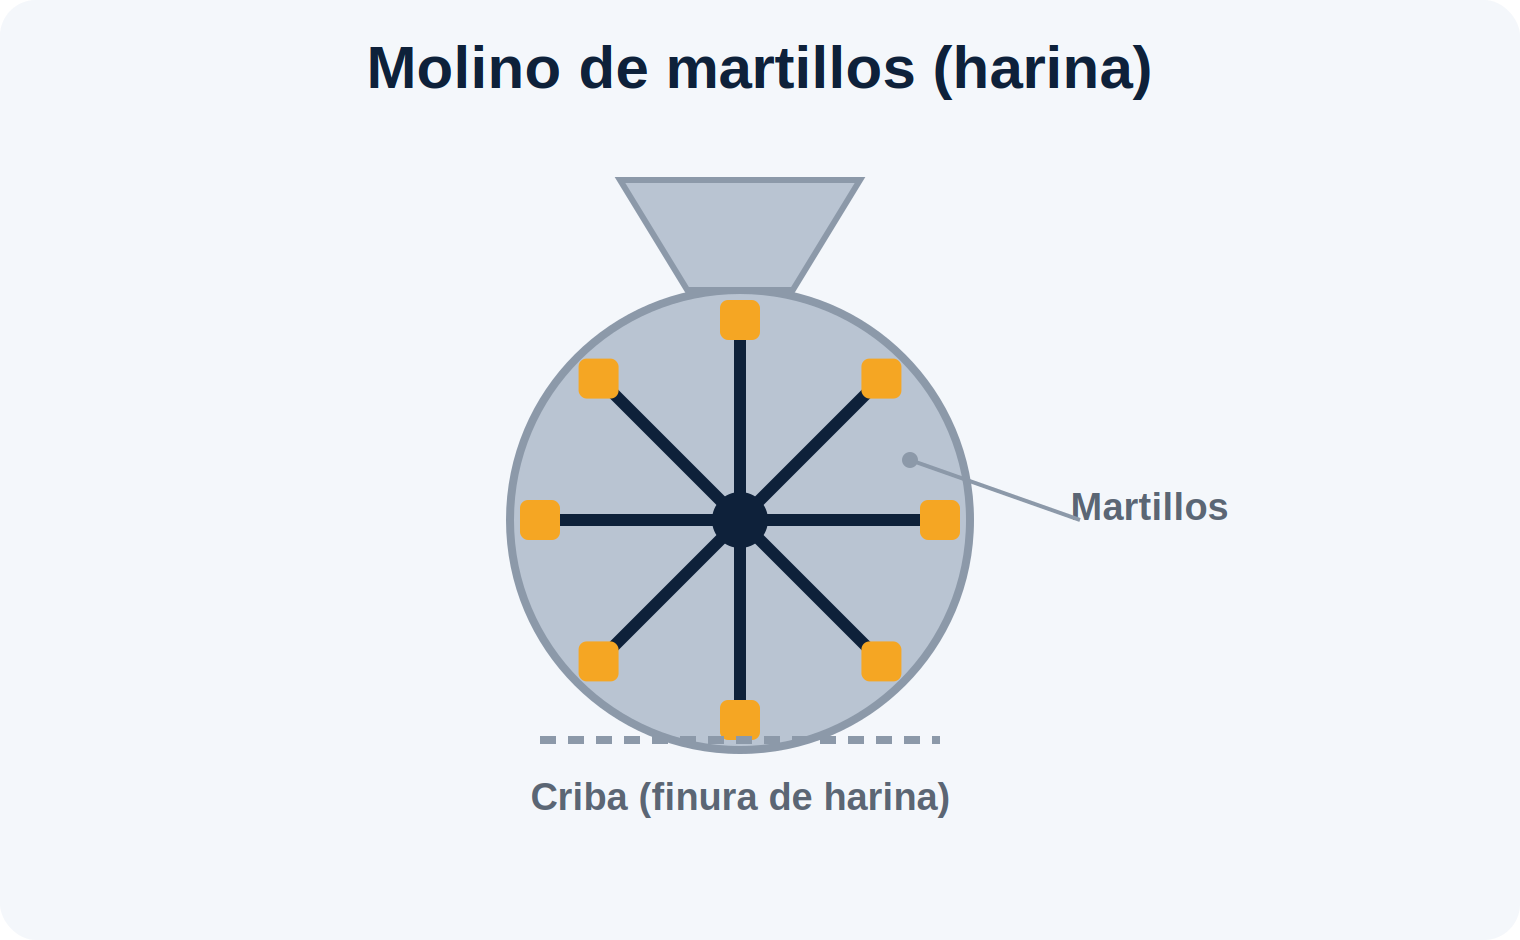 Molino de martillos (harina)
Martillos
Criba (finura de harina)